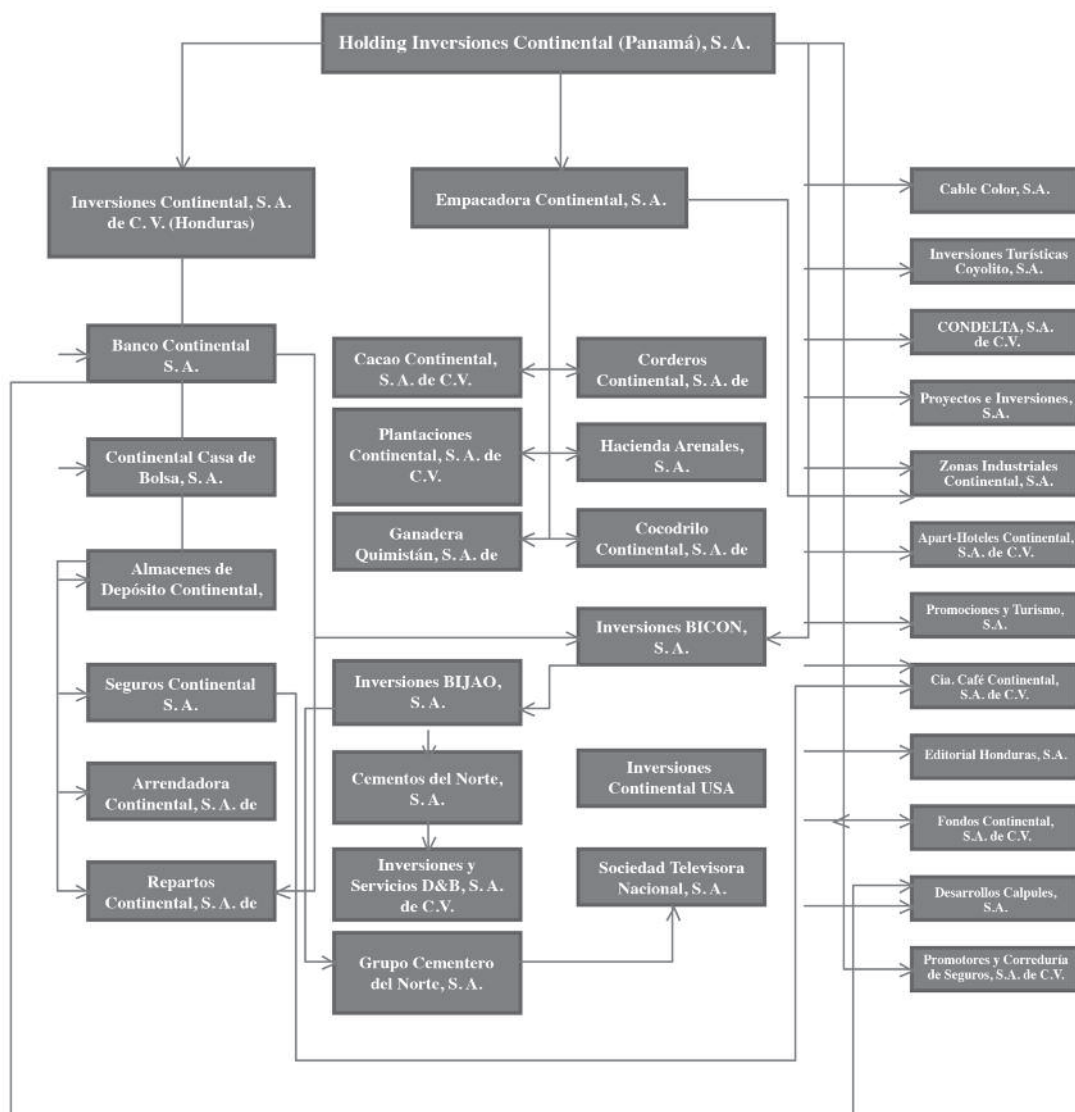 Holding Inversiones Continental (Panamá), S. A.
Inversiones Continental, S. A.
de C. V. (Honduras)
Empacadora Continental, S. A.
Banco Continental
S. A.
Continental Casa de
Bolsa, S. A.
Almacenes de
Depósito Continental,
Seguros Continental
S. A.
Arrendadora
Continental, S. A. de
Repartos
Continental, S. A. de
Cacao Continental,
S. A. de C.V.
Corderos
Continental, S. A. de
Plantaciones
Continental, S. A. de
C.V.
Hacienda Arenales,
S. A.
Ganadera
Quimistán, S. A. de
Cocodrilo
Continental, S. A. de
Inversiones BICON,
S. A.
Inversiones BIJAO,
S. A.
Cementos del Norte,
S. A.
Inversiones
Continental USA
Inversiones y
Servicios D&B, S. A.
de C.V.
Sociedad Televisora
Nacional, S. A.
Grupo Cementero
del Norte, S. A.
Cable Color, S.A.
Inversiones Turísticas
Coyolito, S.A.
CONDELTA, S.A.
de C.V.
Proyectos e Inversiones,
S.A.
Zonas Industriales
Continental, S.A.
Apart-Hoteles Continental,
S.A. de C.V.
Promociones y Turismo,
S.A.
Cia. Café Continental,
S.A. de C.V.
Editorial Honduras, S.A.
Fondos Continental,
S.A. de C.V.
Desarrollos Calpules,
S.A.
Promotores y Correduría
de Seguros, S.A. de C.V.